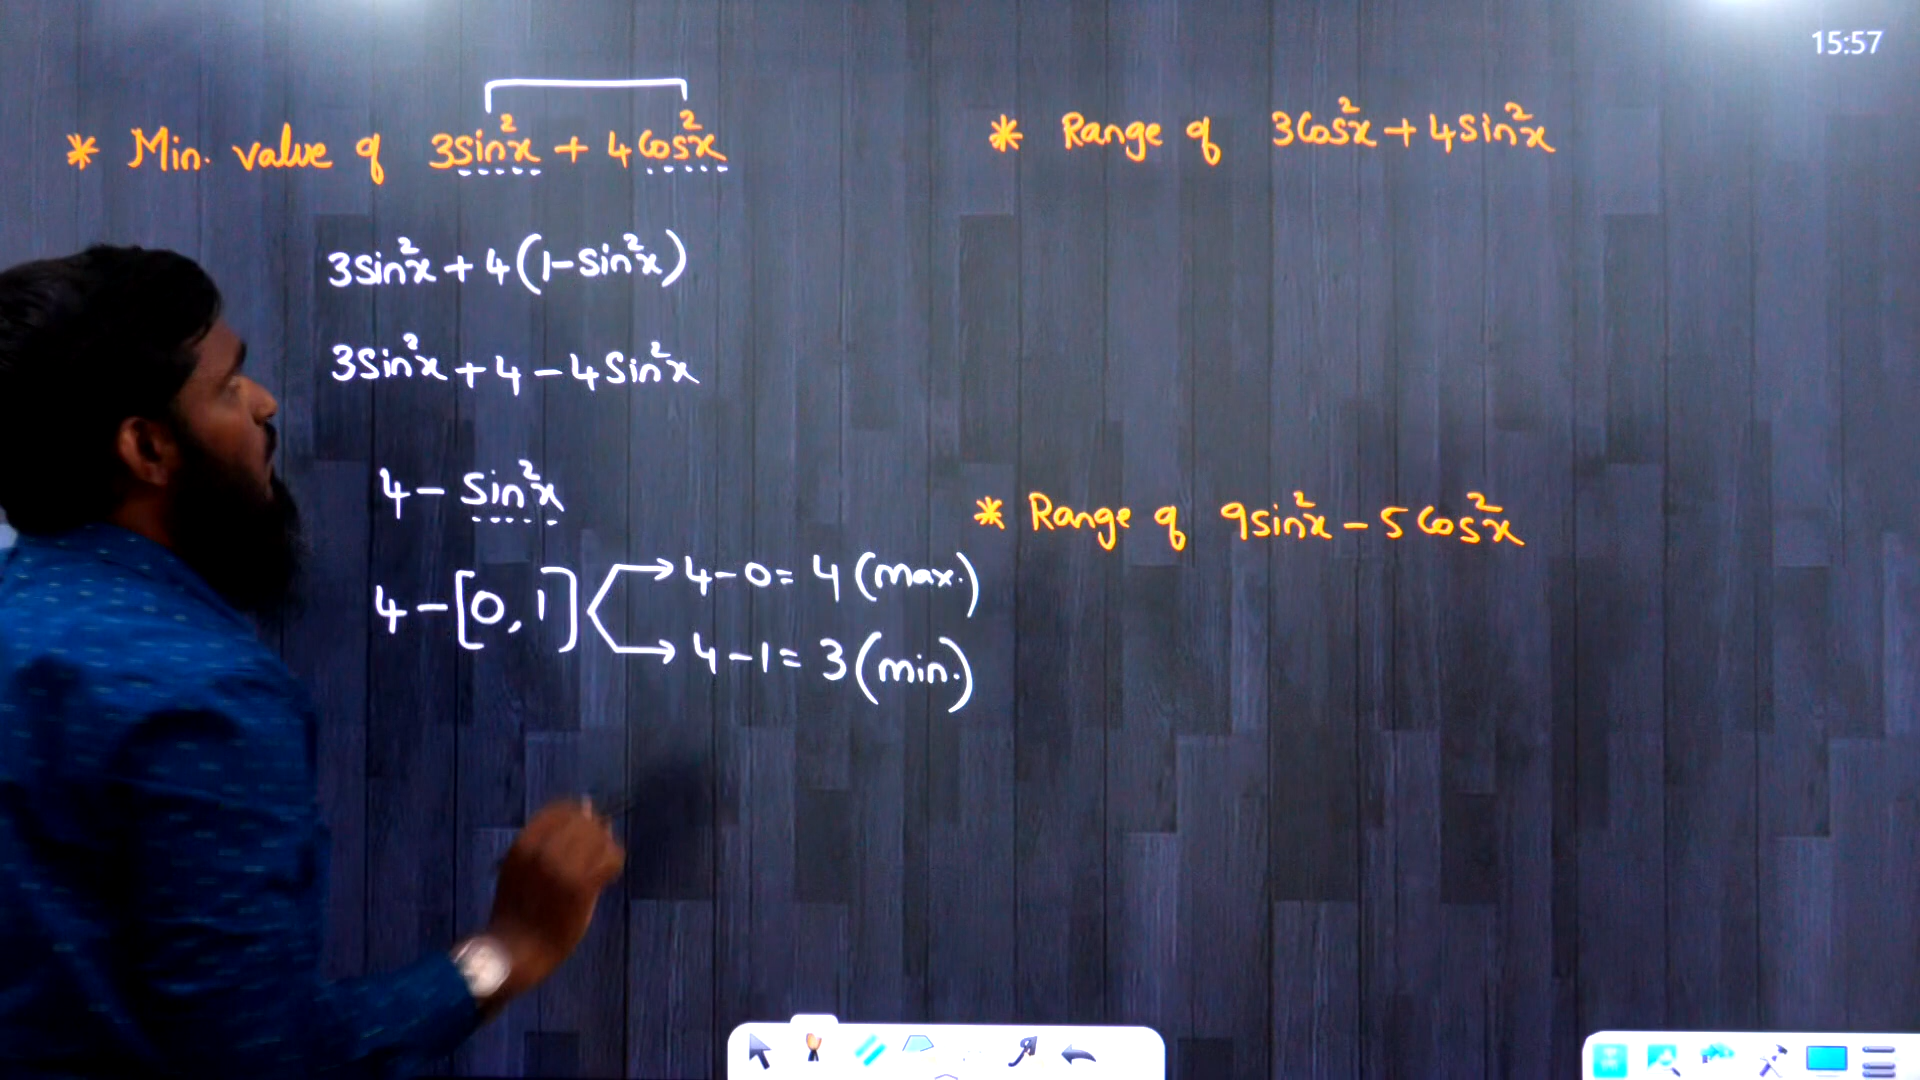 15:57
* Min. value of 3sin²x + 4cos²x
3sin²x + 4(1-sin²x)
3sin²x + 4 - 4sin²x
4 - sin²x
4 - [0, 1]
→ 4 - 0 = 4 (max.)
→ 4 - 1 = 3 (min.)
* Range of 3cos²x + 4sin²x
* Range of 9sin²x - 5cos²x